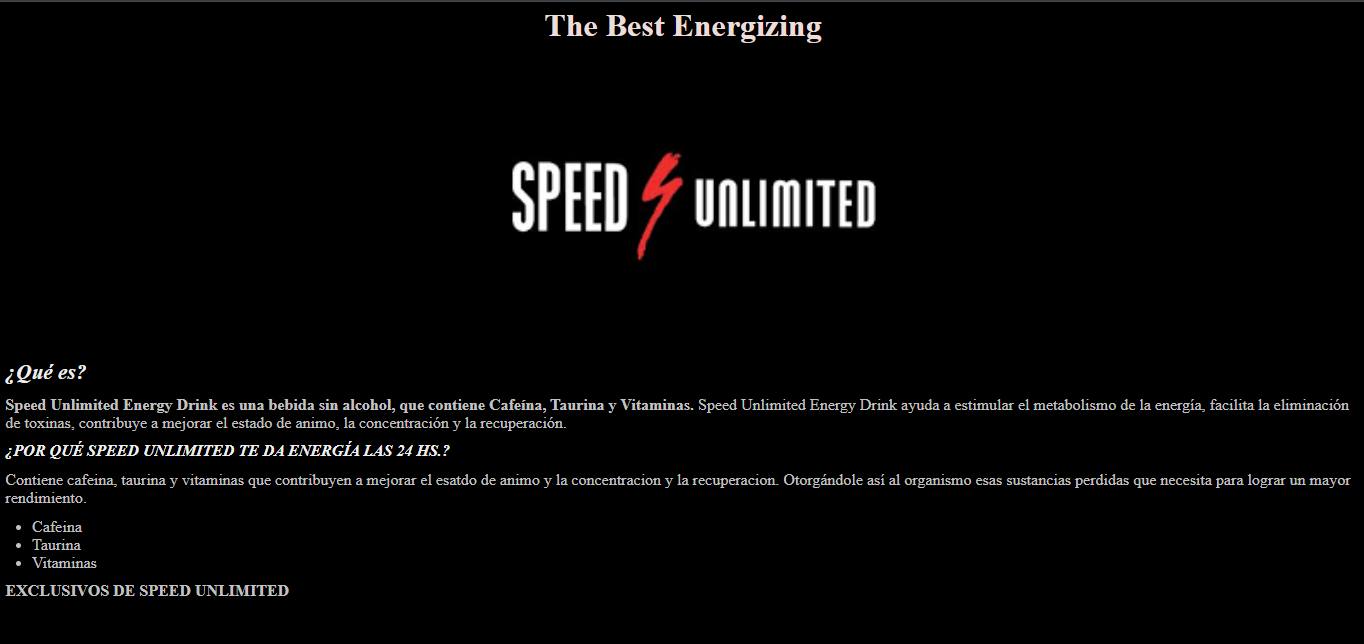 The Best Energizing
SPEED UNLIMITED
¿Qué es?
Speed Unlimited Energy Drink es una bebida sin alcohol, que contiene Cafeína, Taurina y Vitaminas. Speed Unlimited Energy Drink ayuda a estimular el metabolismo de la energía, facilita la eliminación
de toxinas, contribuye a mejorar el estado de animo, la concentración y la recuperación.
¿POR QUÉ SPEED UNLIMITED TE DA ENERGÍA LAS 24 HS.?
Contiene cafeina, taurina y vitaminas que contribuyen a mejorar el esatdo de animo y la concentracion y la recuperacion. Otorgándole así al organismo esas sustancias perdidas que necesita para lograr un mayor
rendimiento.
• Cafeina
• Taurina
• Vitaminas
EXCLUSIVOS DE SPEED UNLIMITED